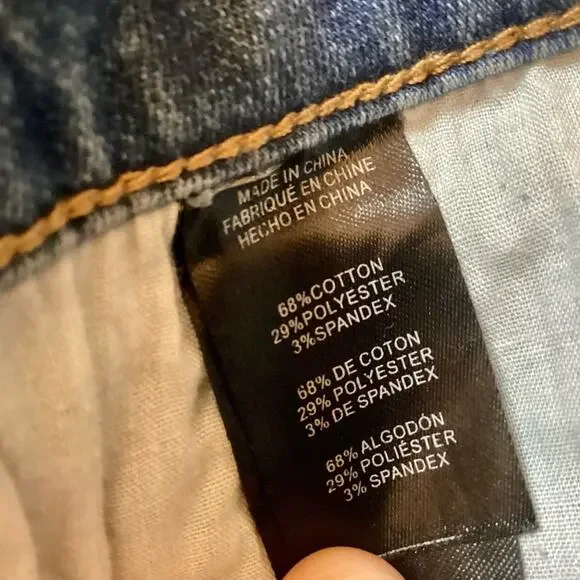 MADE IN CHINA
FABRIQUÉ EN CHINE
HECHO EN CHINA
68%COTTON
29%POLYESTER
3%SPANDEX
68% DE COTON
29% POLYESTER
3% DE SPANDEX
68% ALGODÓN
29% POLIÉSTER
3% SPANDEX